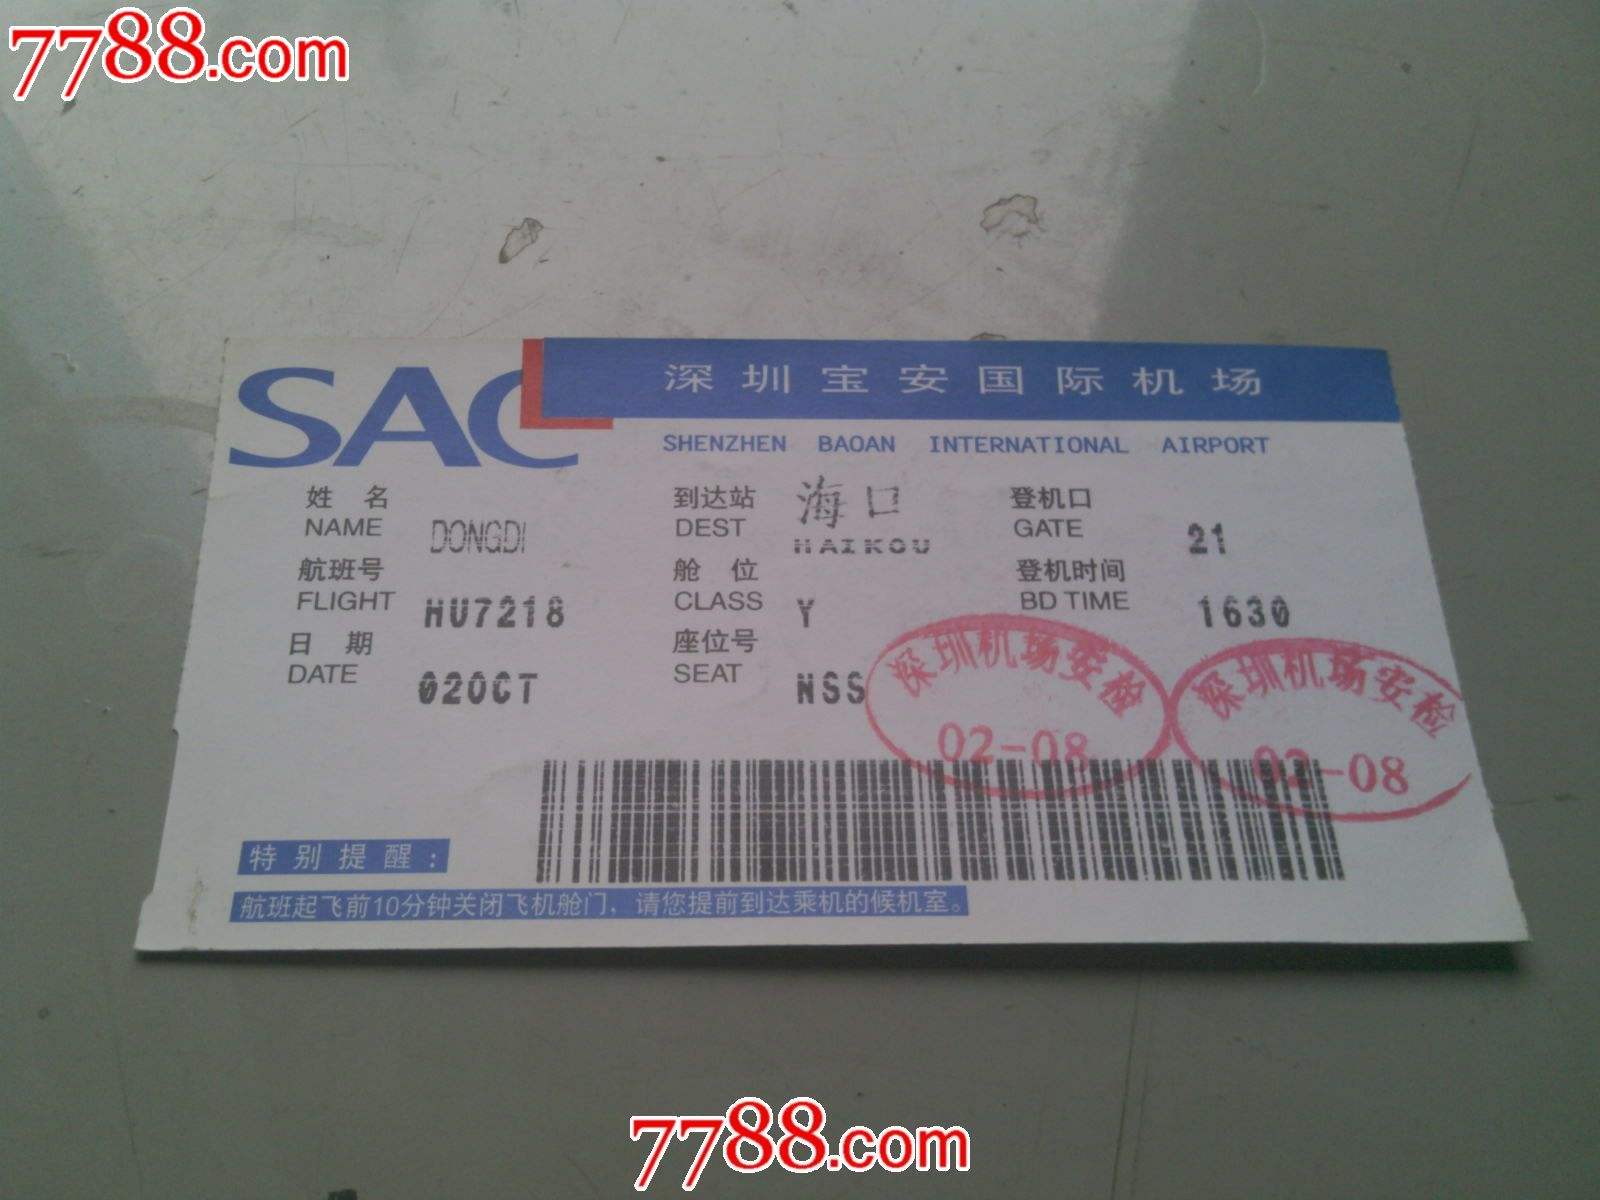 7788.com
SAC
深圳宝安国际机场
SHENZHEN BAOAN INTERNATIONAL AIRPORT
姓 名 到达站 海口 登机口
NAME DONGDI DEST HAIKOU GATE 21
航班号 舱 位 登机时间
FLIGHT HU7218 CLASS Y BD TIME 1630
日 期 座位号
DATE 02OCT SEAT NSS
深圳机场安检 深圳机场安检
02-08 02-08
特别提醒：
航班起飞前10分钟关闭飞机舱门，请您提前到达乘机的候机室。
7788.com